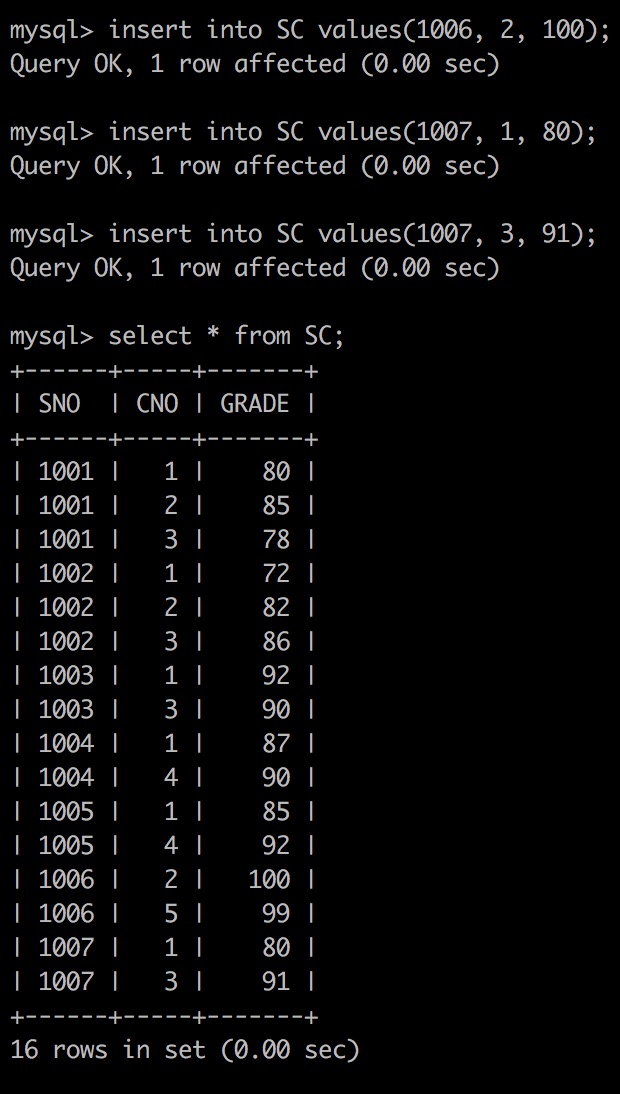 mysql> insert into SC values(1006, 2, 100);
Query OK, 1 row affected (0.00 sec)

mysql> insert into SC values(1007, 1, 80);
Query OK, 1 row affected (0.00 sec)

mysql> insert into SC values(1007, 3, 91);
Query OK, 1 row affected (0.00 sec)

mysql> select * from SC;
+------+-----+-------+
| SNO  | CNO | GRADE |
+------+-----+-------+
| 1001 |   1 |    80 |
| 1001 |   2 |    85 |
| 1001 |   3 |    78 |
| 1002 |   1 |    72 |
| 1002 |   2 |    82 |
| 1002 |   3 |    86 |
| 1003 |   1 |    92 |
| 1003 |   3 |    90 |
| 1004 |   1 |    87 |
| 1004 |   4 |    90 |
| 1005 |   1 |    85 |
| 1005 |   4 |    92 |
| 1006 |   2 |   100 |
| 1006 |   5 |    99 |
| 1007 |   1 |    80 |
| 1007 |   3 |    91 |
+------+-----+-------+
16 rows in set (0.00 sec)